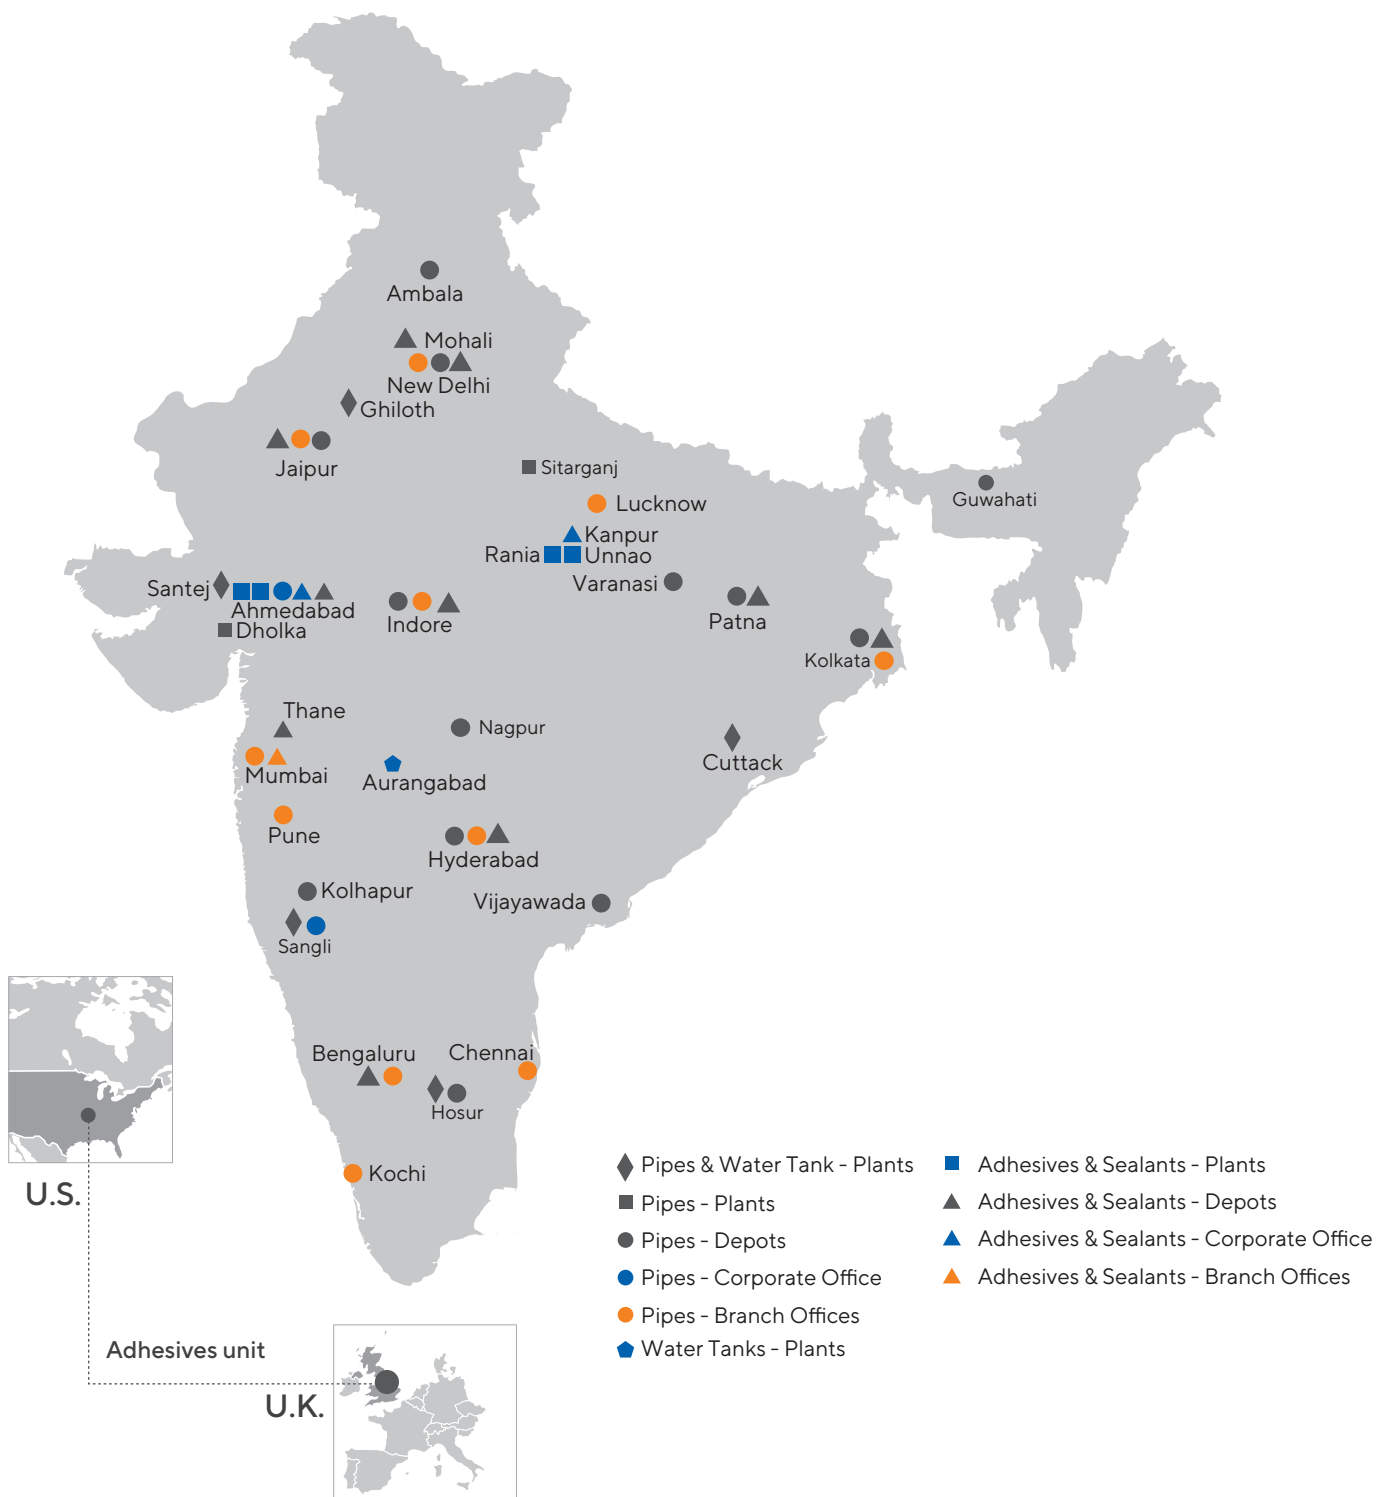 Ambala
Mohali
New Delhi
Ghiloth
Jaipur
Sitarganj
Guwahati
Lucknow
Kanpur
Rania
Unnao
Varanasi
Santej
Ahmedabad
Indore
Patna
Dholka
Kolkata
Thane
Nagpur
Cuttack
Mumbai
Aurangabad
Pune
Hyderabad
Kolhapur
Vijayawada
Sangli
Bengaluru
Chennai
Hosur
Kochi
U.S.
Adhesives unit
U.K.
Pipes & Water Tank - Plants
Pipes - Plants
Pipes - Depots
Pipes - Corporate Office
Pipes - Branch Offices
Water Tanks - Plants
Adhesives & Sealants - Plants
Adhesives & Sealants - Depots
Adhesives & Sealants - Corporate Office
Adhesives & Sealants - Branch Offices